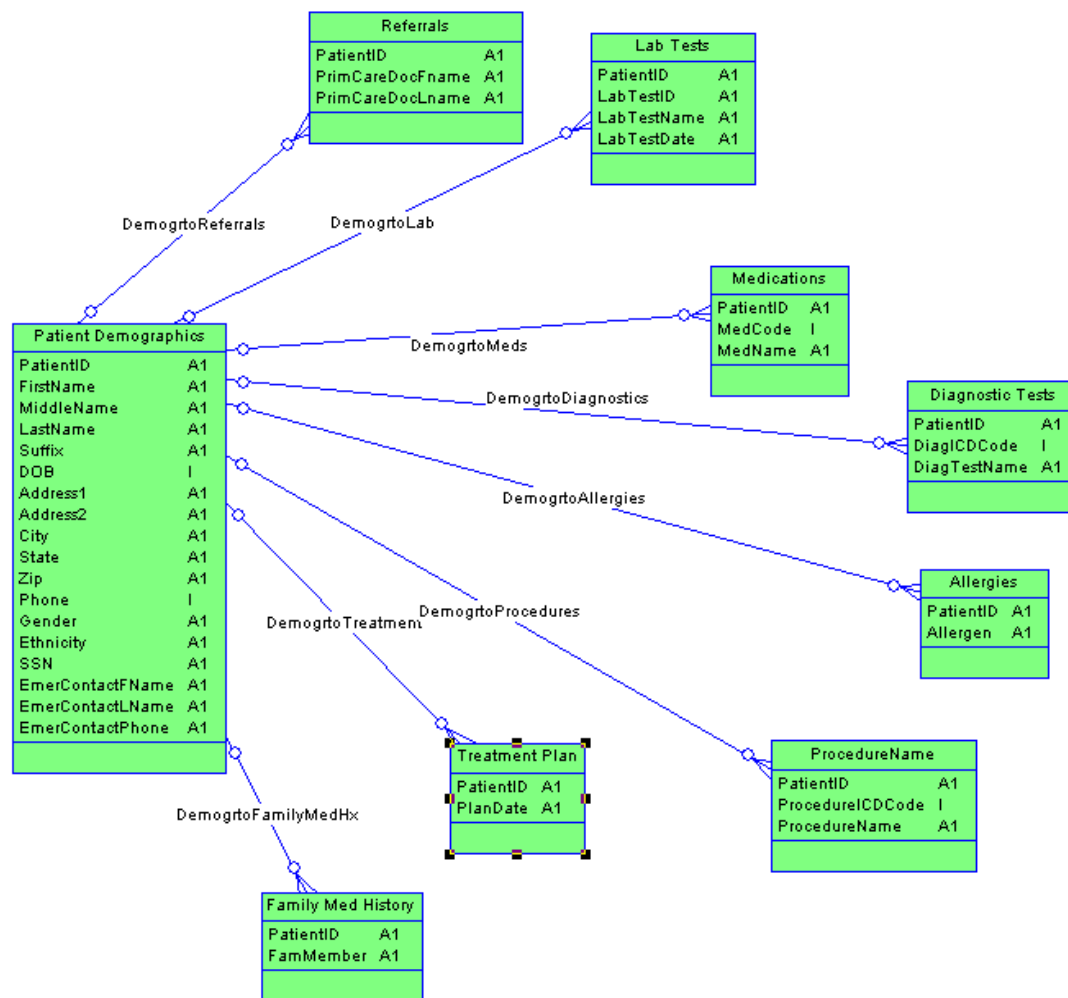 Referrals
PatientID A1
PrimCareDocFname A1
PrimCareDocLname A1
Lab Tests
PatientID A1
LabTestID A1
LabTestName A1
LabTestDate A1
DemogrtoReferrals
DemogrtoLab
Medications
PatientID A1
MedCode I
MedName A1
DemogrtoMeds
Patient Demographics
PatientID A1
FirstName A1
MiddleName A1
LastName A1
Suffix A1
DOB I
Address1 A1
Address2 A1
City A1
State A1
Zip A1
Phone I
Gender A1
Ethnicity A1
SSN A1
EmerContactFName A1
EmerContactLName A1
EmerContactPhone A1
DemogrtoDiagnostics
Diagnostic Tests
PatientID A1
DiagICDCode I
DiagTestName A1
DemogrtoAllergies
Allergies
PatientID A1
Allergen A1
DemogrtoProcedures
DemogrtoTreatment
Treatment Plan
PatientID A1
PlanDate A1
ProcedureName
PatientID A1
ProcedureICDCode I
ProcedureName A1
DemogrtoFamilyMedHx
Family Med History
PatientID A1
FamMember A1